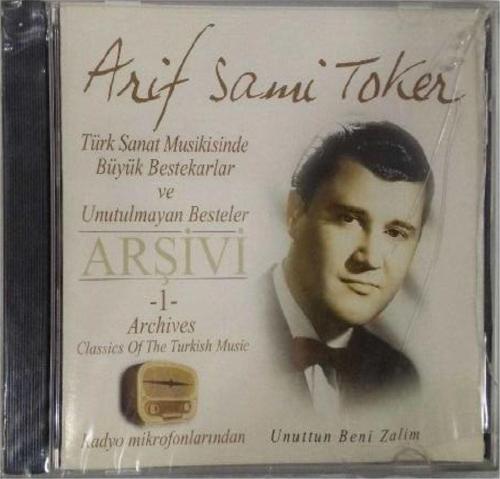 Arif Sami Toker
Türk Sanat Musikisinde
Büyük Bestekarlar
ve
Unutulmayan Besteler
ARŞİVİ
-1-
Archives
Classics Of The Turkish Music
Radyo mikrofonlarından
Unuttun Beni Zalim